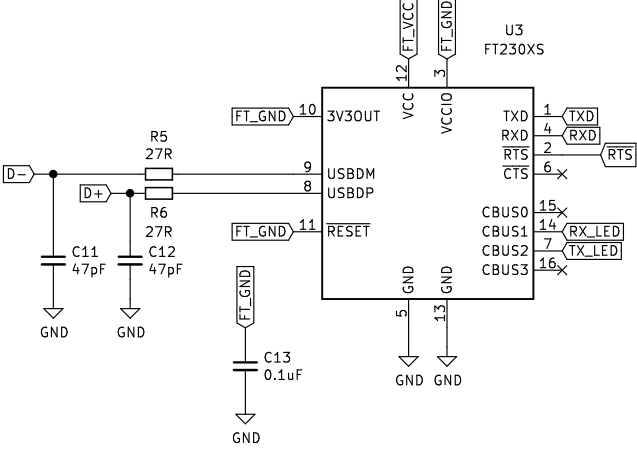 FT_VCC
FT_GND
U3
FT230XS
12
3
VCC
VCCIO
FT_GND
10
3V3OUT
TXD
1
TXD
RXD
4
RXD
R5
27R
RTS
2
RTS
D-
9
USBDM
CTS
6
D+
8
USBDP
R6
27R
CBUS0
15
FT_GND
11
RESET
CBUS1
14
RX_LED
C11
47pF
C12
47pF
CBUS2
7
TX_LED
CBUS3
16
FT_GND
GND
GND
5
13
GND
GND
C13
0.1uF
GND
GND
GND